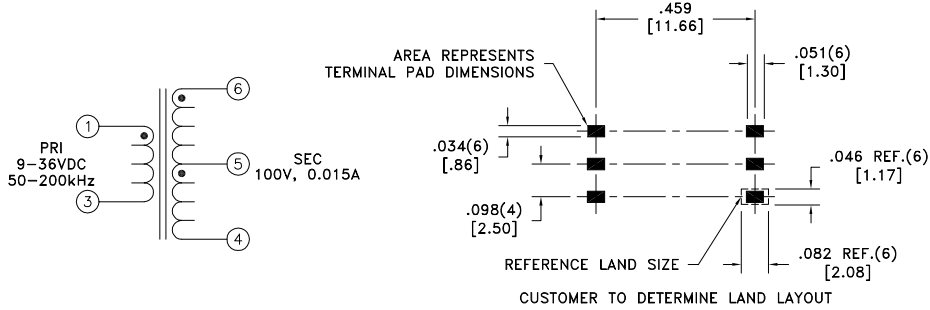 1
3
PRI
9-36VDC
50-200kHz
6
5
4
SEC
100V, 0.015A
.459
[11.66]
AREA REPRESENTS
TERMINAL PAD DIMENSIONS
.051(6)
[1.30]
.034(6)
[.86]
.046 REF.(6)
[1.17]
.098(4)
[2.50]
REFERENCE LAND SIZE
.082 REF.(6)
[2.08]
CUSTOMER TO DETERMINE LAND LAYOUT